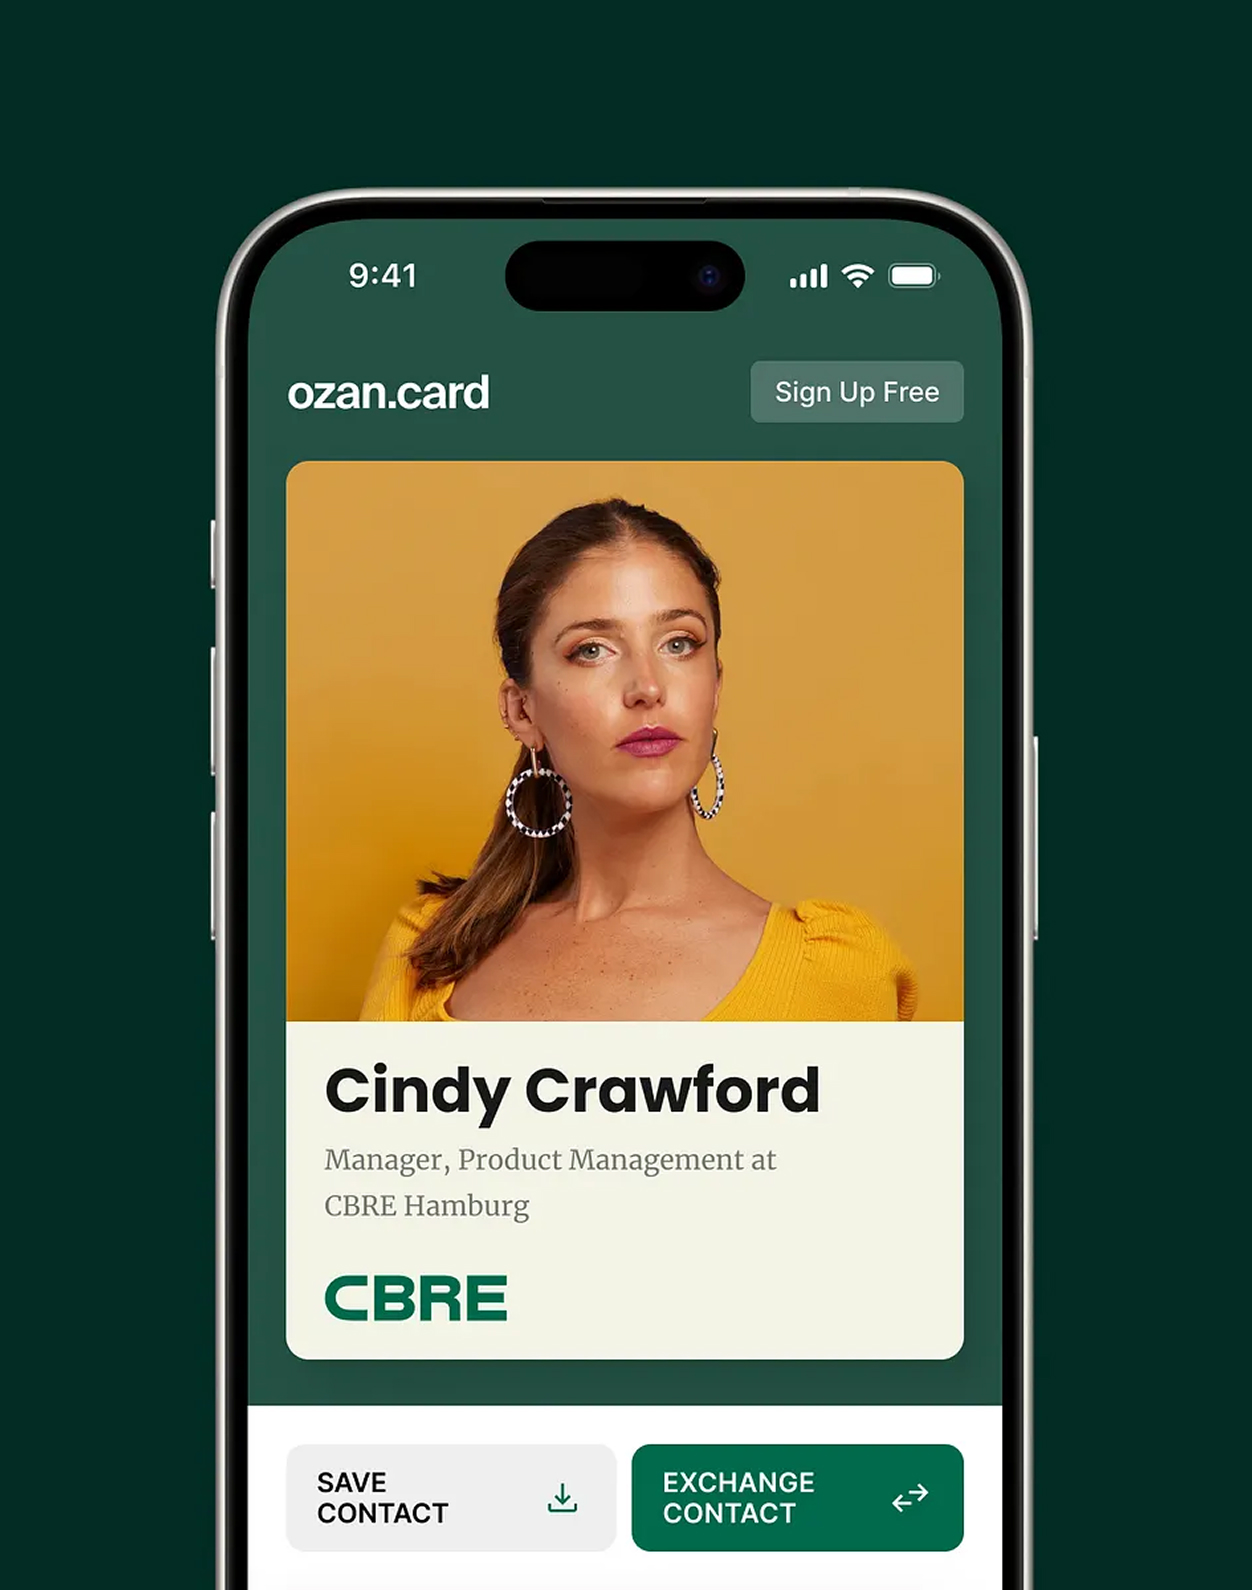 9:41
ozan.card
Sign Up Free
Cindy Crawford
Manager, Product Management at
CBRE Hamburg
CBRE
SAVE
CONTACT
EXCHANGE
CONTACT